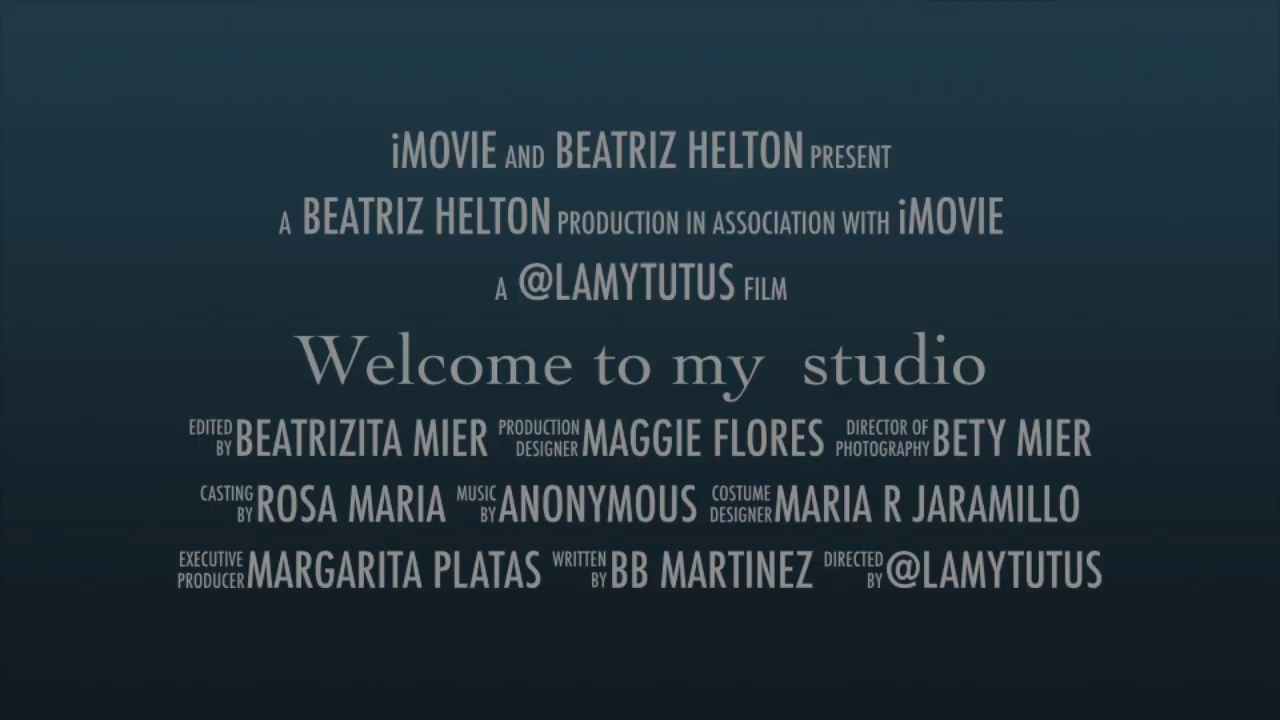 iMOVIE AND BEATRIZ HELTON PRESENT
A BEATRIZ HELTON PRODUCTION IN ASSOCIATION WITH iMOVIE
A @LAMYTUTUS FILM
Welcome to my  studio
EDITED BY BEATRIZITA MIER PRODUCTION DESIGNER MAGGIE FLORES DIRECTOR OF PHOTOGRAPHY BETY MIER
CASTING BY ROSA MARIA MUSIC BY ANONYMOUS COSTUME DESIGNER MARIA R JARAMILLO
EXECUTIVE PRODUCER MARGARITA PLATAS WRITTEN BY BB MARTINEZ DIRECTED BY @LAMYTUTUS